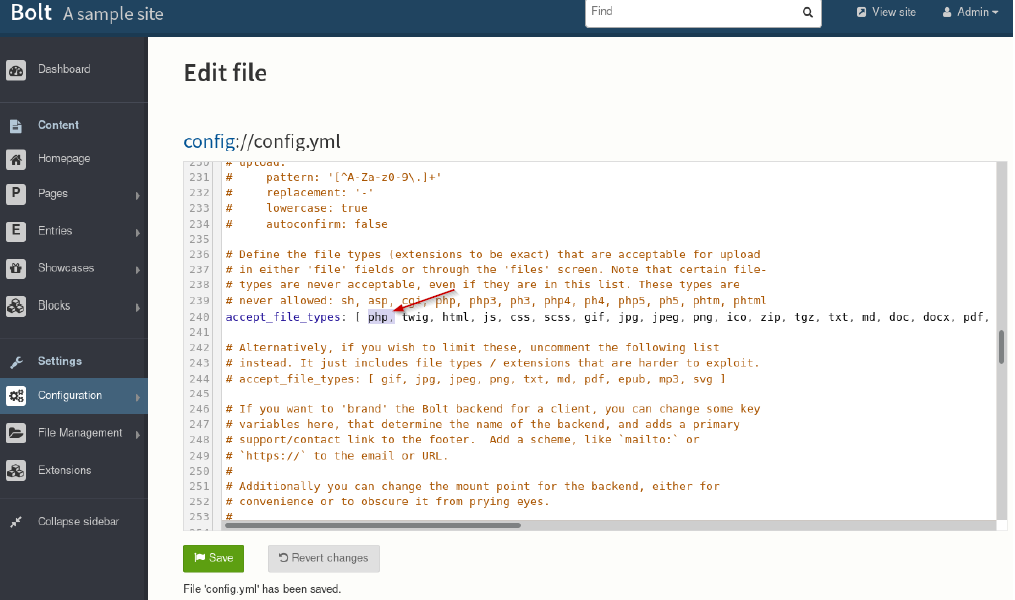 Bolt A sample site
Find
View site
Admin
Dashboard
Content
Homepage
P Pages
E Entries
Showcases
Blocks
Settings
Configuration
File Management
Extensions
Collapse sidebar
Edit file
config://config.yml
230 # upload:
231 #     pattern: '[^A-Za-z0-9\.]+'
232 #     replacement: '-'
233 #     lowercase: true
234 #     autoconfirm: false
235
236 # Define the file types (extensions to be exact) that are acceptable for upload
237 # in either 'file' fields or through the 'files' screen. Note that certain file-
238 # types are never acceptable, even if they are in this list. These types are
239 # never allowed: sh, asp, cgi, php, php3, ph3, php4, ph4, php5, ph5, phtm, phtml
240 accept_file_types: [ php, twig, html, js, css, scss, gif, jpg, jpeg, png, ico, zip, tgz, txt, md, doc, docx, pdf,
241
242 # Alternatively, if you wish to limit these, uncomment the following list
243 # instead. It just includes file types / extensions that are harder to exploit.
244 # accept_file_types: [ gif, jpg, jpeg, png, txt, md, pdf, epub, mp3, svg ]
245
246 # If you want to 'brand' the Bolt backend for a client, you can change some key
247 # variables here, that determine the name of the backend, and adds a primary
248 # support/contact link to the footer.  Add a scheme, like `mailto:` or
249 # `https://` to the email or URL.
250 #
251 # Additionally you can change the mount point for the backend, either for
252 # convenience or to obscure it from prying eyes.
253 #
Save
Revert changes
File 'config.yml' has been saved.